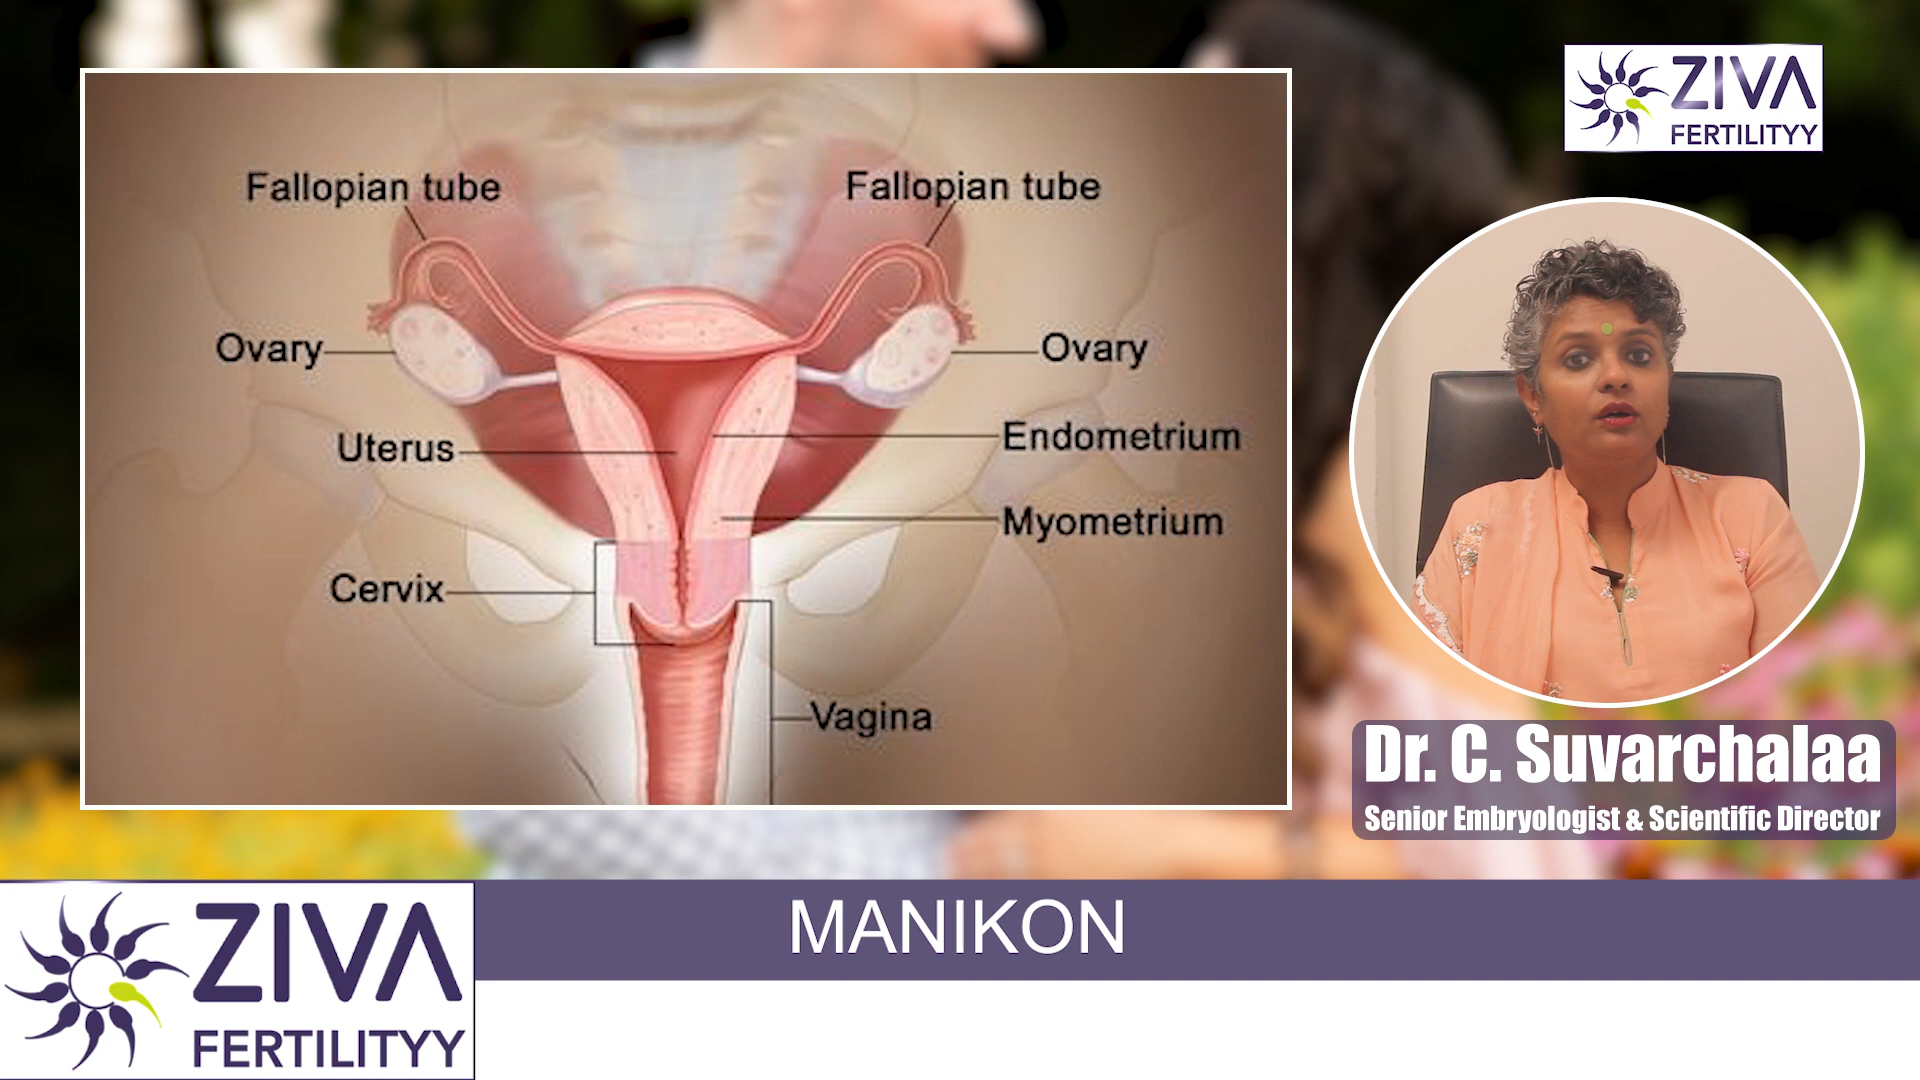 Fallopian tube
Fallopian tube
Ovary
Ovary
Uterus
Endometrium
Myometrium
Cervix
Vagina
ZIVA
FERTILITYY
Dr. C. Suvarchalaa
Senior Embryologist & Scientific Director
MANIKON
ZIVA
FERTILITYY